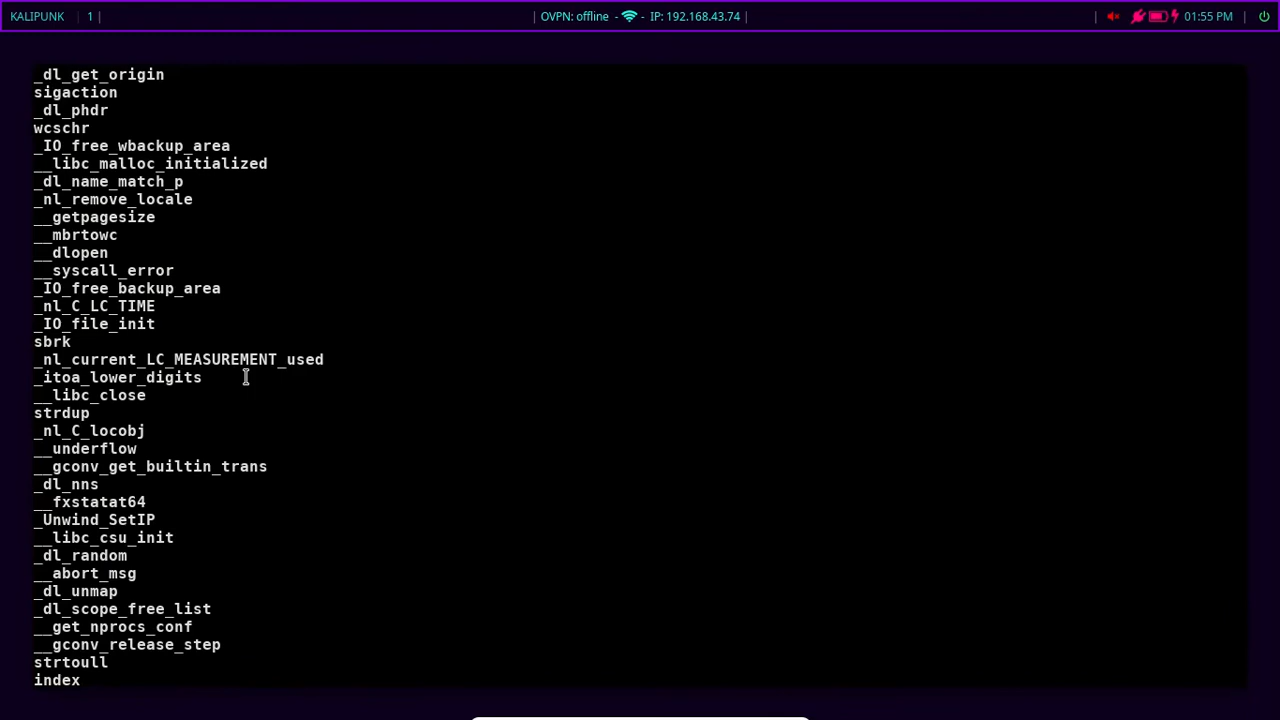 KALIPUNK | 1 | | OVPN: offline - - IP: 192.168.43.74 | | 01:55 PM |
_dl_get_origin
sigaction
_dl_phdr
wcschr
_IO_free_wbackup_area
__libc_malloc_initialized
_dl_name_match_p
_nl_remove_locale
__getpagesize
__mbrtowc
__dlopen
__syscall_error
_IO_free_backup_area
_nl_C_LC_TIME
_IO_file_init
sbrk
_nl_current_LC_MEASUREMENT_used
_itoa_lower_digits
__libc_close
strdup
_nl_C_locobj
__underflow
__gconv_get_builtin_trans
_dl_nns
__fxstatat64
_Unwind_SetIP
__libc_csu_init
_dl_random
__abort_msg
_dl_unmap
_dl_scope_free_list
__get_nprocs_conf
__gconv_release_step
strtoull
index